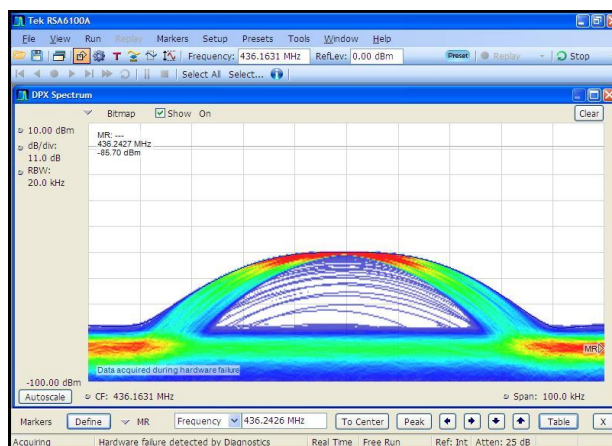 Tek RSA6100A
File View Run Replay Markers Setup Presets Tools Window Help
Frequency: 436.1631 MHz RefLev: 0.00 dBm Preset Replay Stop
Select All Select...
DPX Spectrum
Bitmap Show On Clear
10.00 dBm
dB/div:
11.0 dB
RBW:
20.0 kHz
MR: ---
436.2427 MHz
-85.70 dBm
MR
Data acquired during hardware failure
-100.00 dBm
Autoscale CF: 436.1631 MHz Span: 100.0 kHz
Markers Define MR Frequency 436.2426 MHz To Center Peak Table X
Acquiring Hardware failure detected by Diagnostics Real Time Free Run Ref: Int Atten: 25 dB